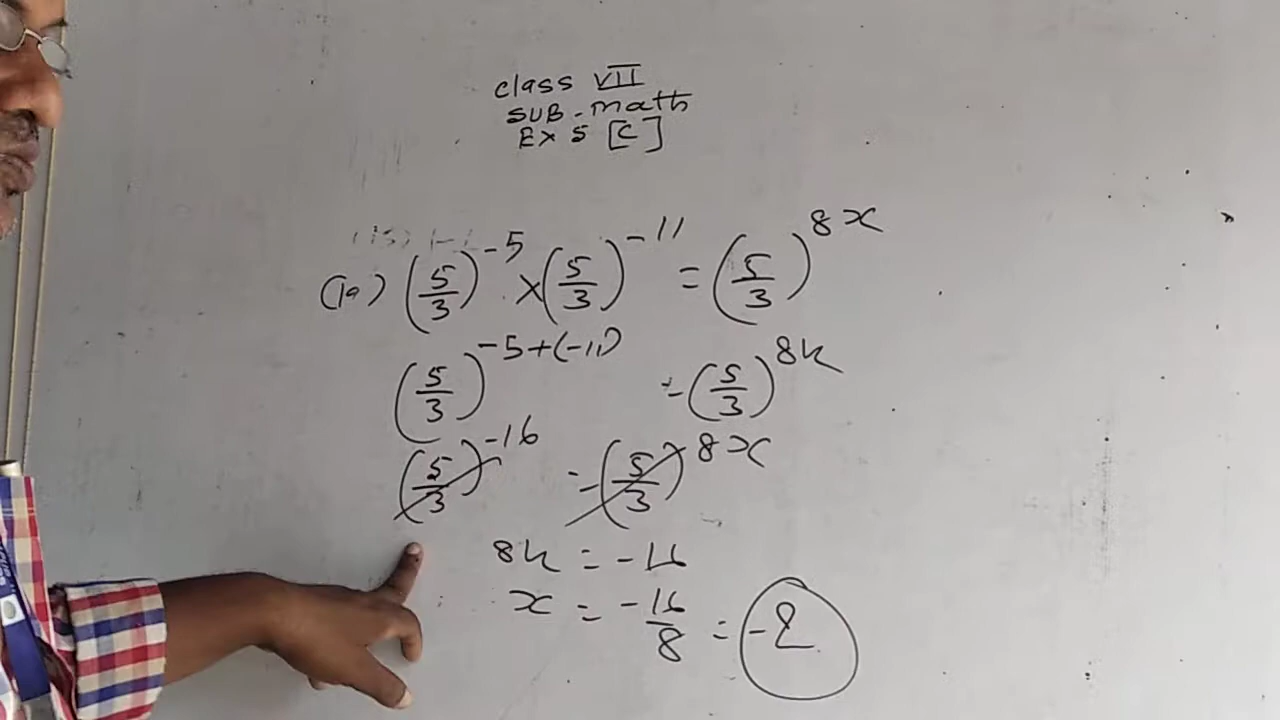 class VII
SUB-math
Ex 5 [C]
(5/3)^-5 × (5/3)^-11 = (5/3)^8x
(5/3)^-5+(-11) = (5/3)^8x
(5/3)^-16 = (5/3)^8x
8x = -16
x = -16/8 = -2